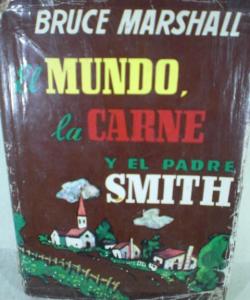 BRUCE MARSHALL
El MUNDO,
la CARNE
Y EL PADRE
SMITH